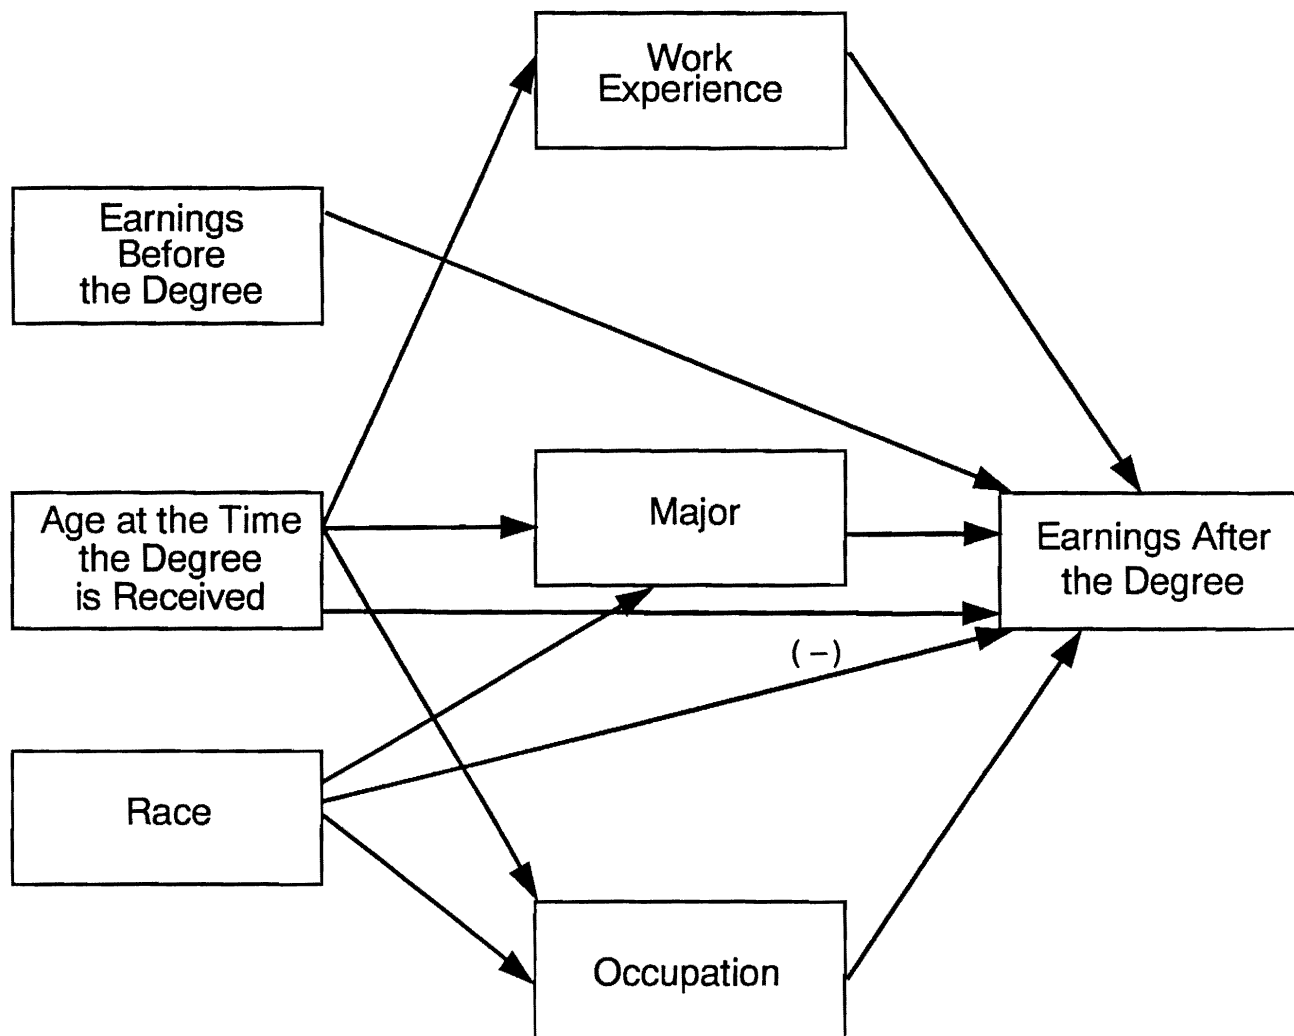 Work
Experience
Earnings
Before
the Degree
Age at the Time
the Degree
is Received
Major
Earnings After
the Degree
(–)
Race
Occupation